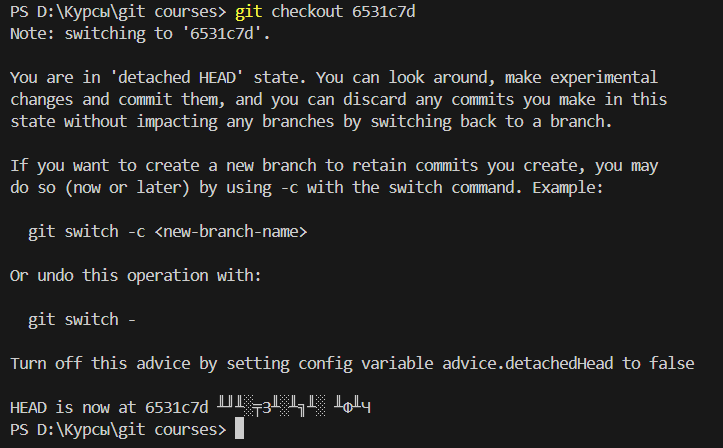 PS D:\Курсы\git courses> git checkout 6531c7d
Note: switching to '6531c7d'.
You are in 'detached HEAD' state. You can look around, make experimental
changes and commit them, and you can discard any commits you make in this
state without impacting any branches by switching back to a branch.
If you want to create a new branch to retain commits you create, you may
do so (now or later) by using -c with the switch command. Example:
git switch -c <new-branch-name>
Or undo this operation with:
git switch -
Turn off this advice by setting config variable advice.detachedHead to false
HEAD is now at 6531c7d
PS D:\Курсы\git courses>